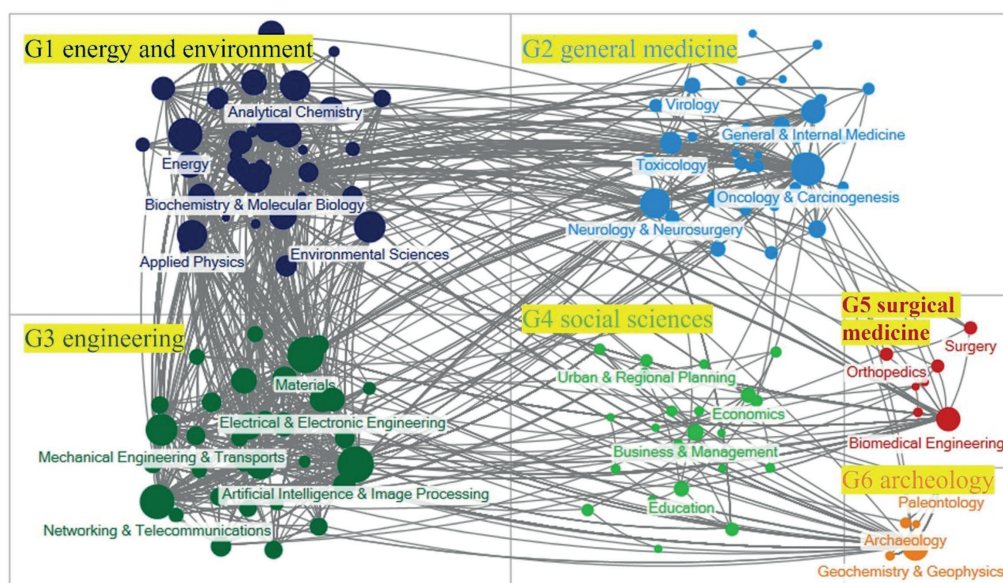 G1 energy and environment
Analytical Chemistry
Energy
Biochemistry & Molecular Biology
Applied Physics
Environmental Sciences
G2 general medicine
Virology
General & Internal Medicine
Toxicology
Oncology & Carcinogenesis
Neurology & Neurosurgery
G3 engineering
Materials
Electrical & Electronic Engineering
Mechanical Engineering & Transports
Artificial Intelligence & Image Processing
Networking & Telecommunications
G4 social sciences
Urban & Regional Planning
Economics
Business & Management
Education
G5 surgical
medicine
Surgery
Orthopedics
Biomedical Engineering
G6 archeology
Paleontology
Archaeology
Geochemistry & Geophysics